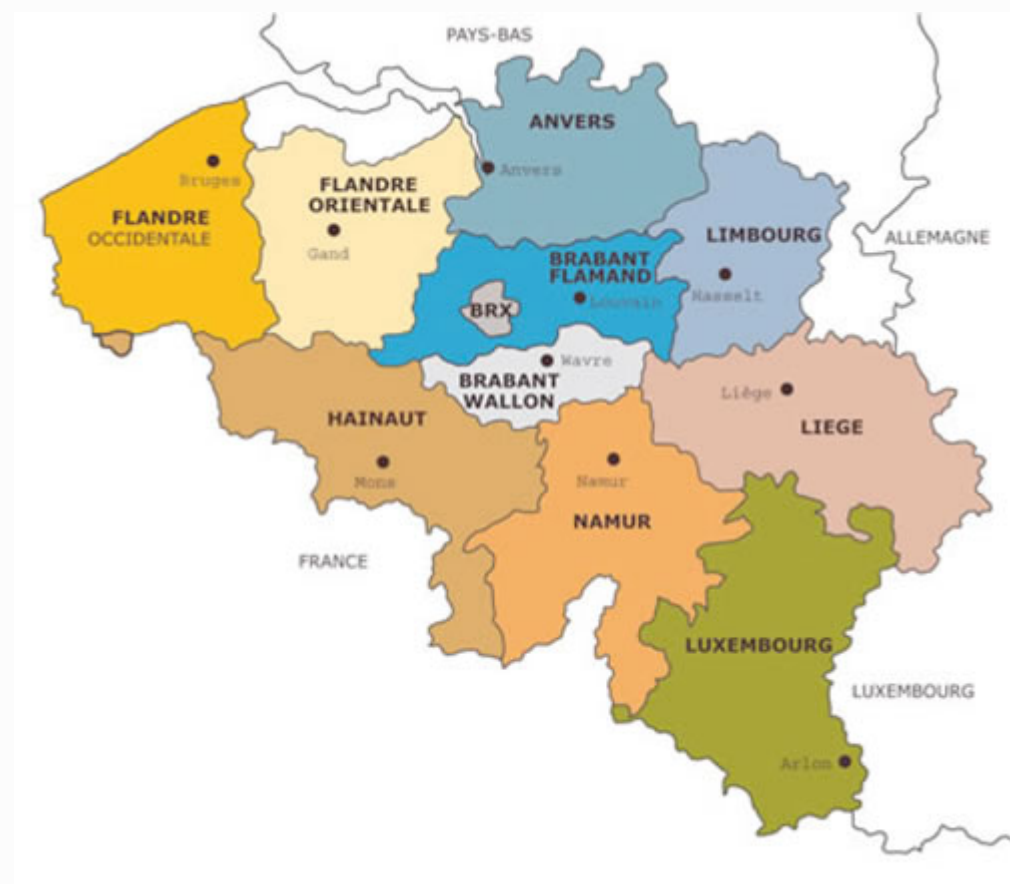 PAYS-BAS
ANVERS
Anvers
Bruges
FLANDRE
OCCIDENTALE
FLANDRE
ORIENTALE
Gand
LIMBOURG
Hasselt
ALLEMAGNE
BRABANT
FLAMAND
Louvain
BRX
Wavre
BRABANT
WALLON
Liège
LIEGE
HAINAUT
Mons
Namur
NAMUR
FRANCE
LUXEMBOURG
LUXEMBOURG
Arlon